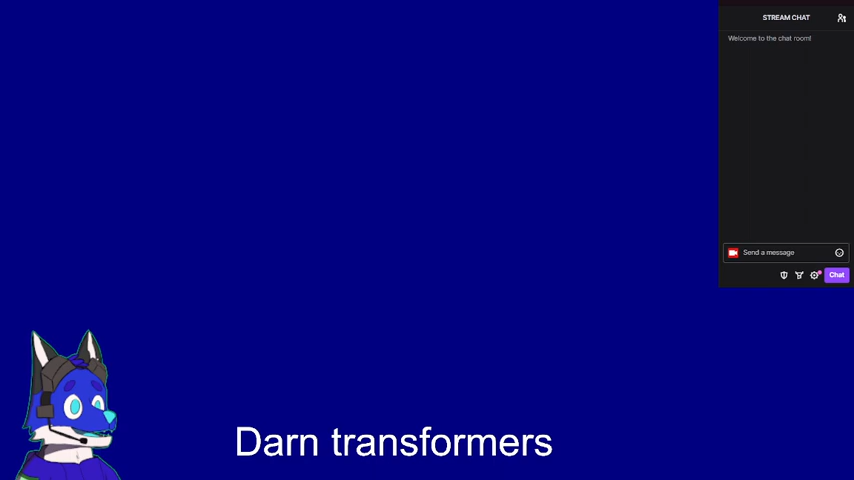 STREAM CHAT
Welcome to the chat room!
Send a message
Chat
Darn transformers